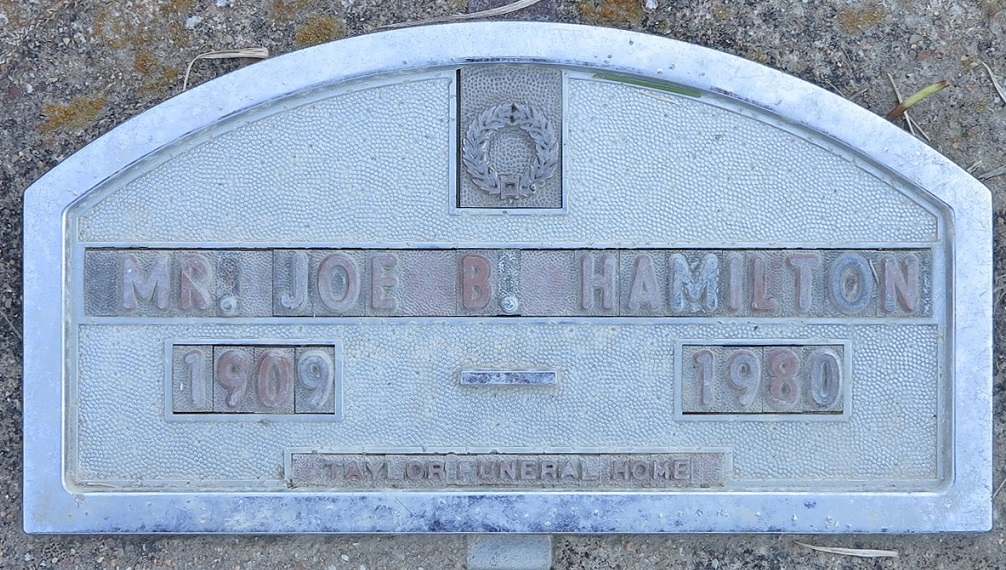 MR. JOE B. HAMILTON
1909 - 1980
TAYLOR FUNERAL HOME